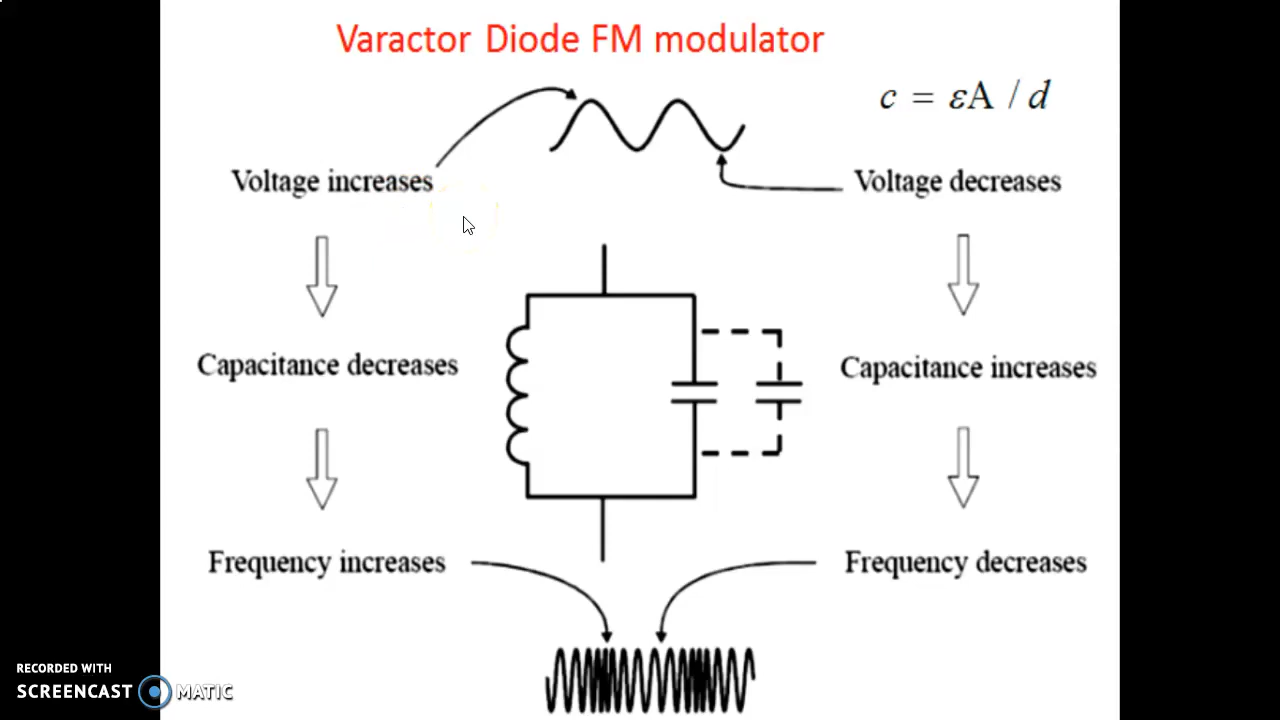 Varactor Diode FM modulator
c = εA / d
Voltage increases
Voltage decreases
Capacitance decreases
Capacitance increases
Frequency increases
Frequency decreases
RECORDED WITH
SCREENCAST MATIC